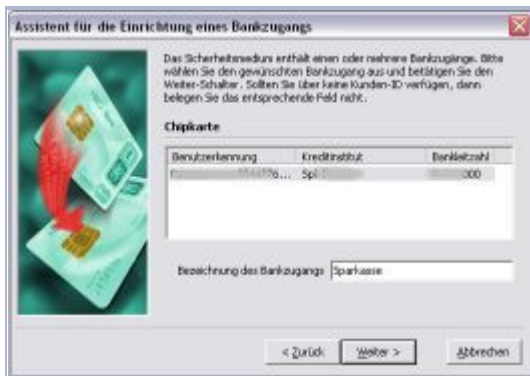 Assistent für die Einrichtung eines Bankzugangs
Das Sicherheitsmedium enthält einen oder mehrere Bankzugänge. Bitte
wählen Sie den gewünschten Bankzugang aus und betätigen Sie den
Weiter-Schalter. Sollten Sie über keine Kunden-ID verfügen, dann
belegen Sie das entsprechende Feld nicht.
Chipkarte
Benutzerkennung Kreditinstitut Bankleitzahl
Bezeichnung des Bankzugangs Sparkasse
< Zurück Weiter > Abbrechen